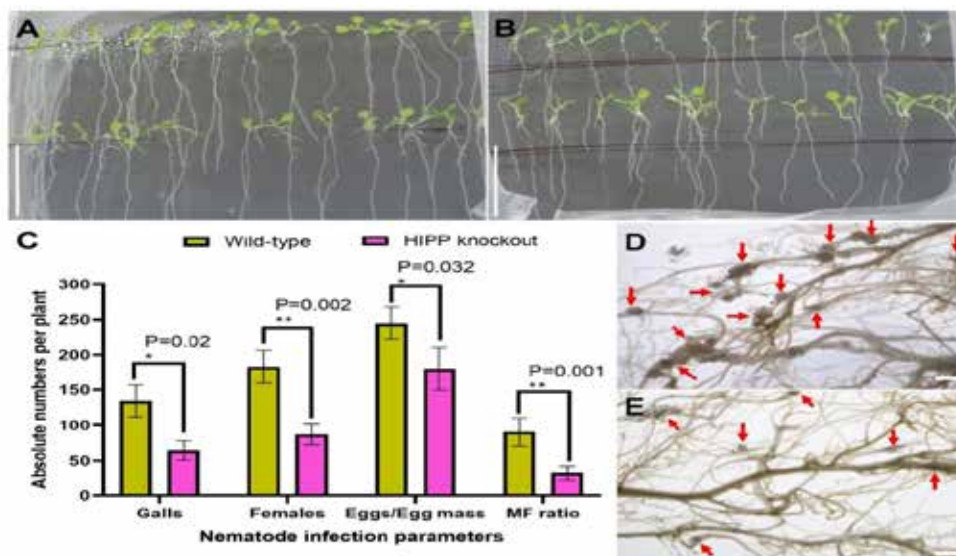 A
B
C
Wild-type
HIPP knockout
D
E
Absolute numbers per plant
300
250
200
150
100
50
0
P=0.02
*
P=0.002
**
P=0.032
*
P=0.001
**
Galls
Females
Eggs/Egg mass
MF ratio
Nematode infection parameters